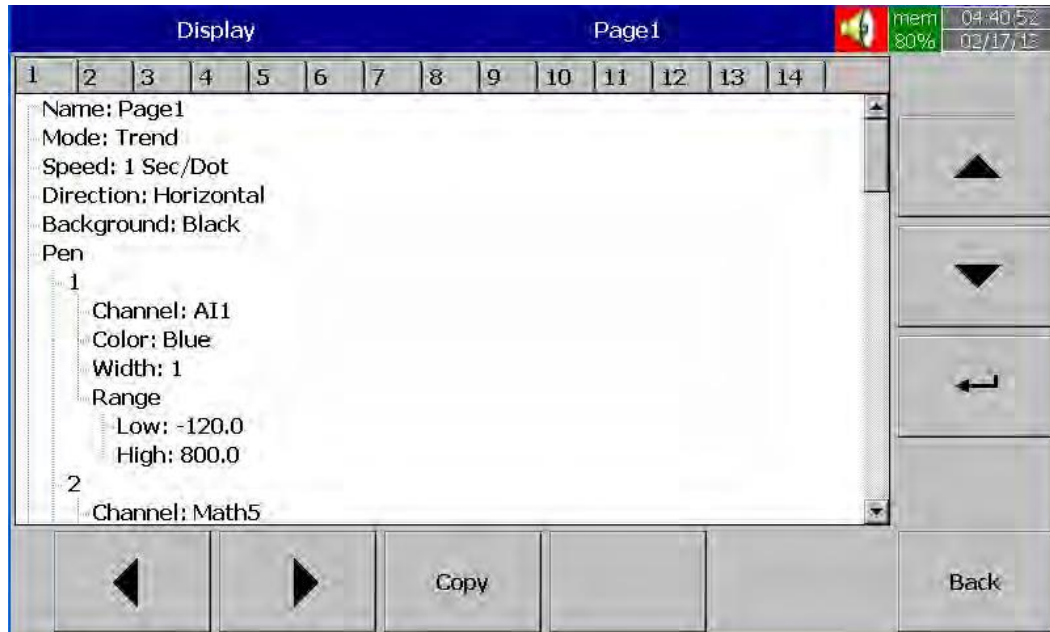 Display Page1 mem 04:40:52
80% 02/17/
1 2 3 4 5 6 7 8 9 10 11 12 13 14
Name: Page1
Mode: Trend
Speed: 1 Sec/Dot
Direction: Horizontal
Background: Black
Pen
1
Channel: AI1
Color: Blue
Width: 1
Range
Low: -120.0
High: 800.0
2
Channel: Math5
Copy Back